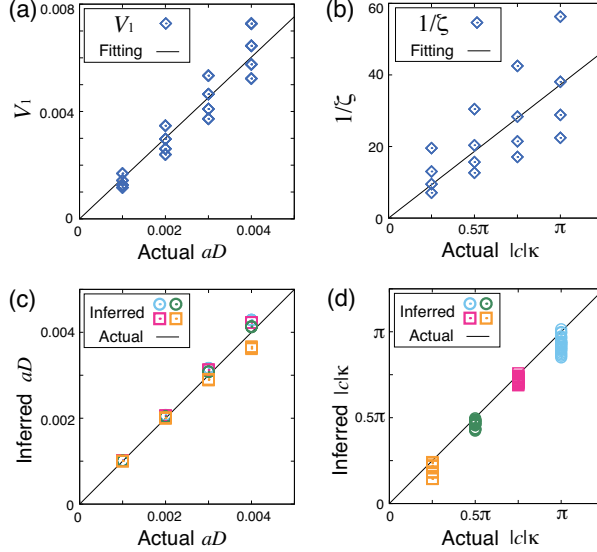 (a)
0.008
V₁
Fitting
0.004
V₁
0
0
0.002
0.004
Actual aD
(b)
60
1/ζ
Fitting
40
1/ζ
20
0
0
0.5π
π
Actual |c|κ
(c)
Inferred
Actual
0.004
Inferred aD
0.002
0
0
0.002
0.004
Actual aD
(d)
Inferred
Actual
π
Inferred |c|κ
0.5π
0
0
0.5π
π
Actual |c|κ